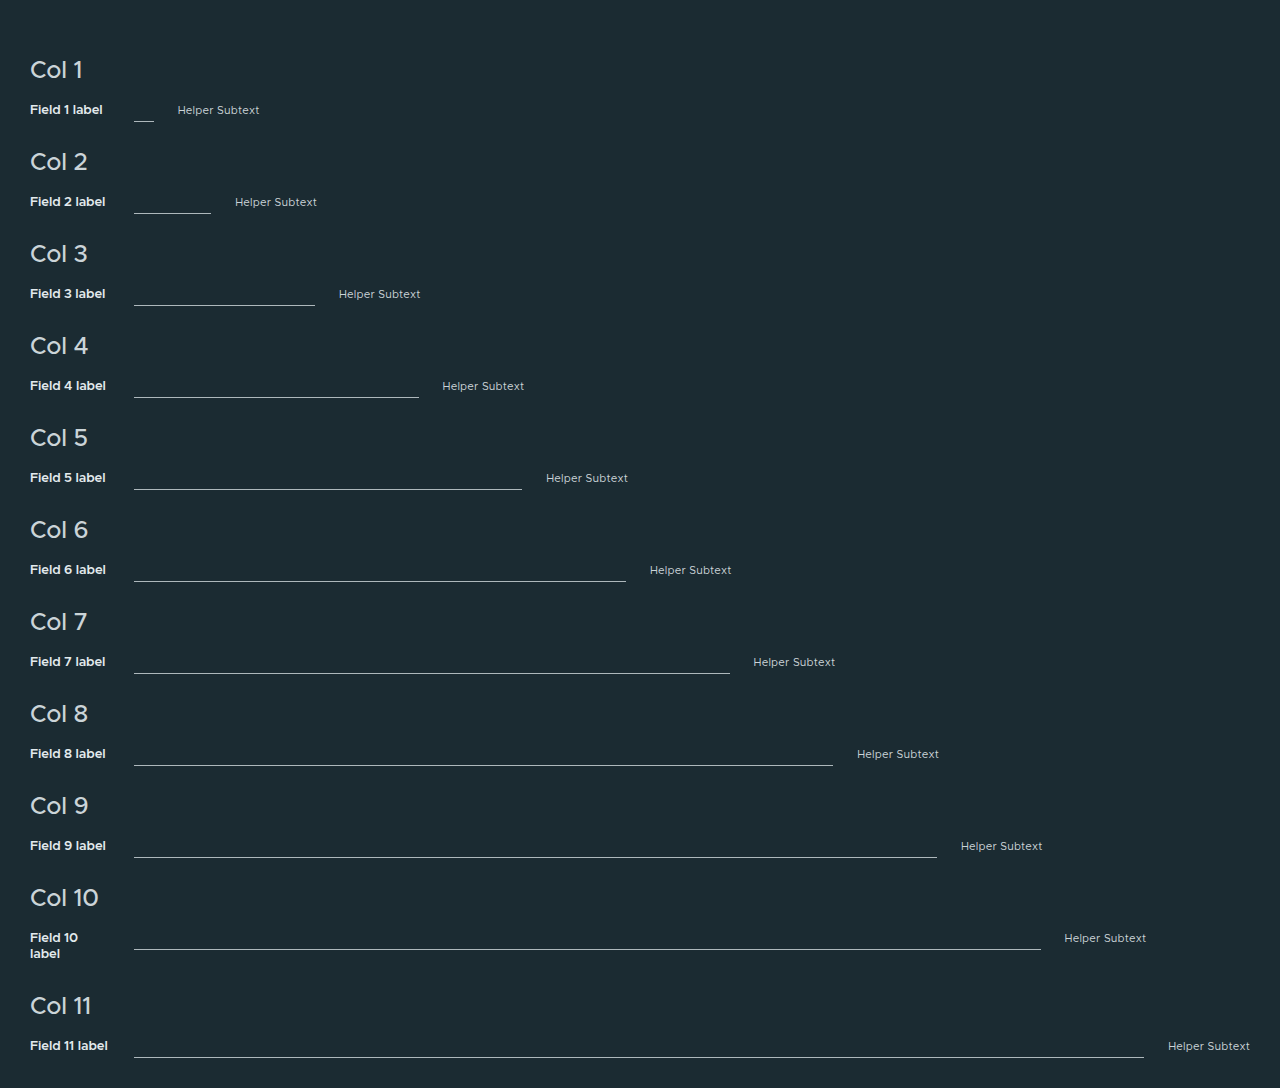 Col 1
Field 1 label Helper Subtext
Col 2
Field 2 label Helper Subtext
Col 3
Field 3 label Helper Subtext
Col 4
Field 4 label Helper Subtext
Col 5
Field 5 label Helper Subtext
Col 6
Field 6 label Helper Subtext
Col 7
Field 7 label Helper Subtext
Col 8
Field 8 label Helper Subtext
Col 9
Field 9 label Helper Subtext
Col 10
Field 10 Helper Subtext
label
Col 11
Field 11 label Helper Subtext